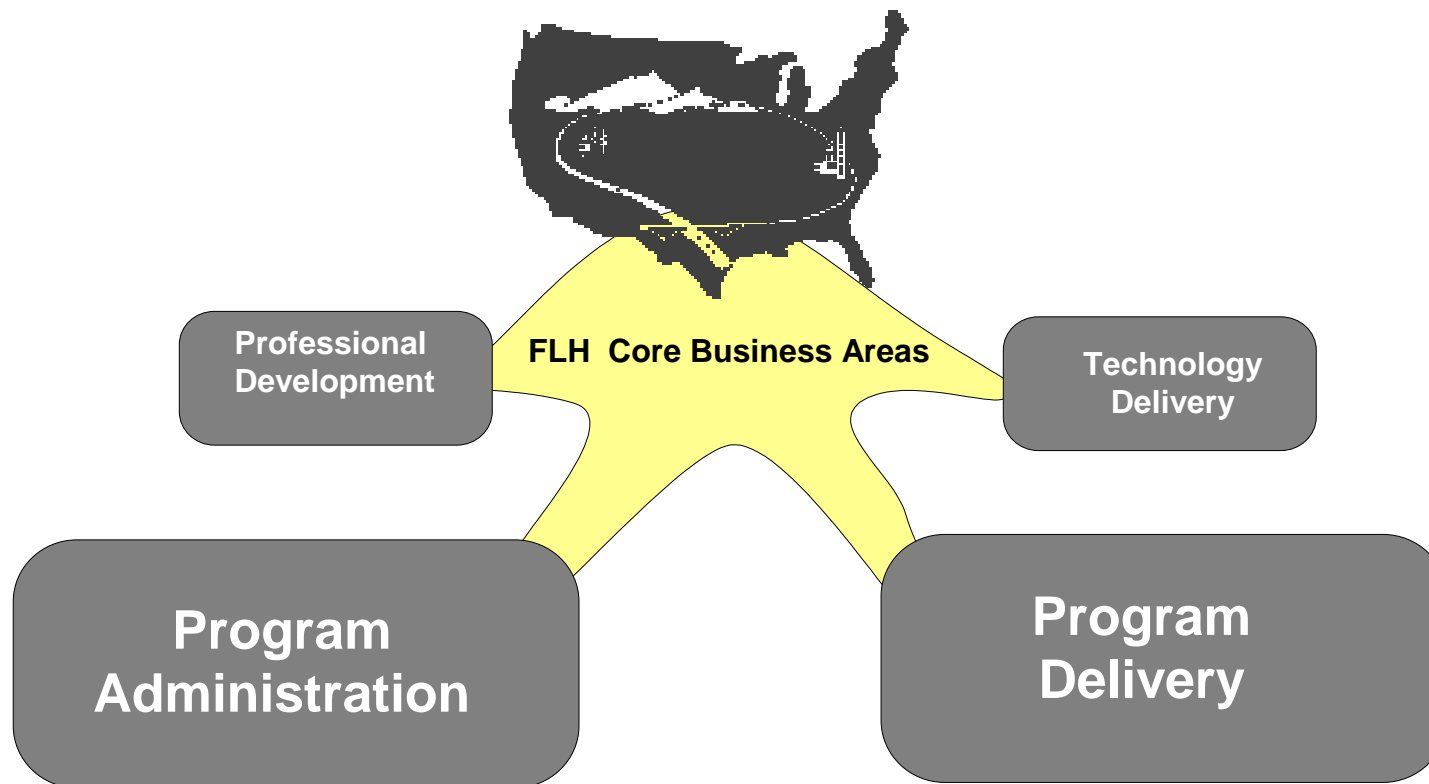 FLH  Core Business Areas
Professional
Development
Technology
Delivery
Program
Administration
Program
Delivery